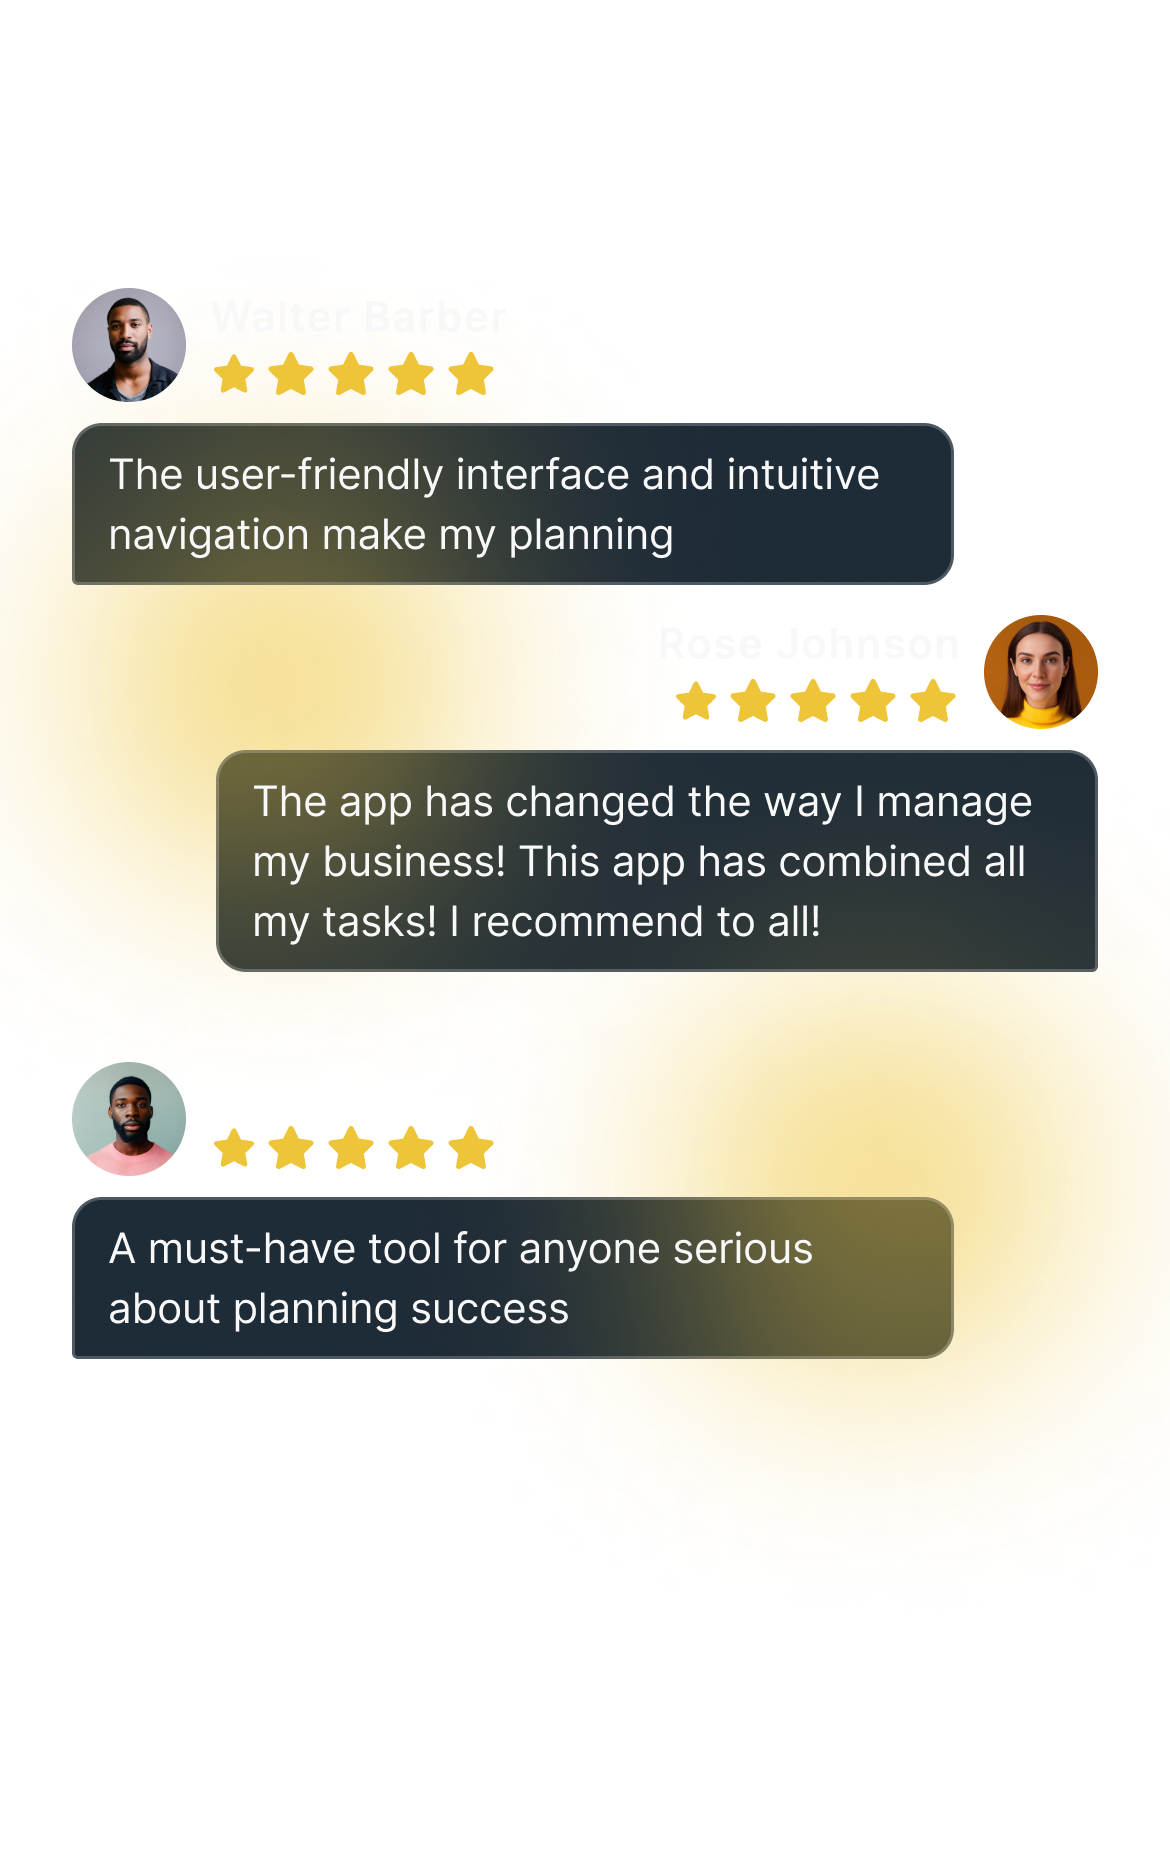 Walter Barber
The user-friendly interface and intuitive
navigation make my planning
Rose Johnson
The app has changed the way I manage
my business! This app has combined all
my tasks! I recommend to all!
A must-have tool for anyone serious
about planning success